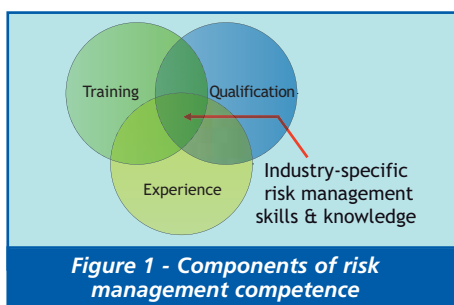 Training
Qualification
Experience
Industry-specific
risk management
skills & knowledge
Figure 1 - Components of risk
management competence